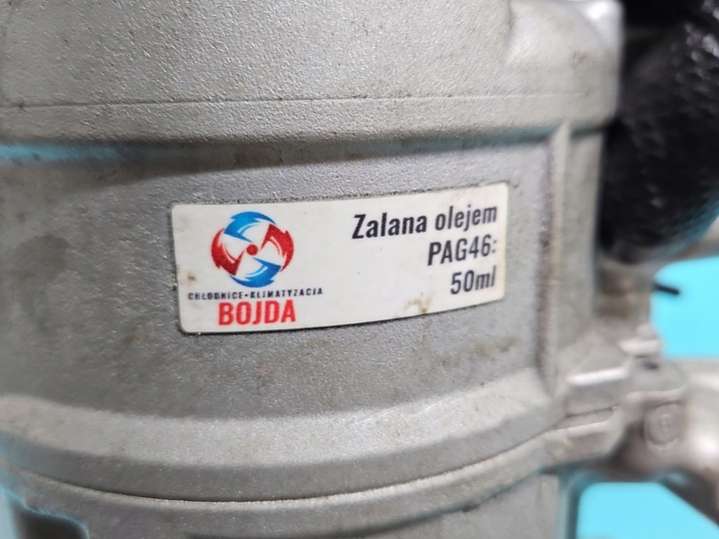 Zalana olejem
PAG46:
50ml
CHŁODNICE•KLIMATYZACJA
BOJDA